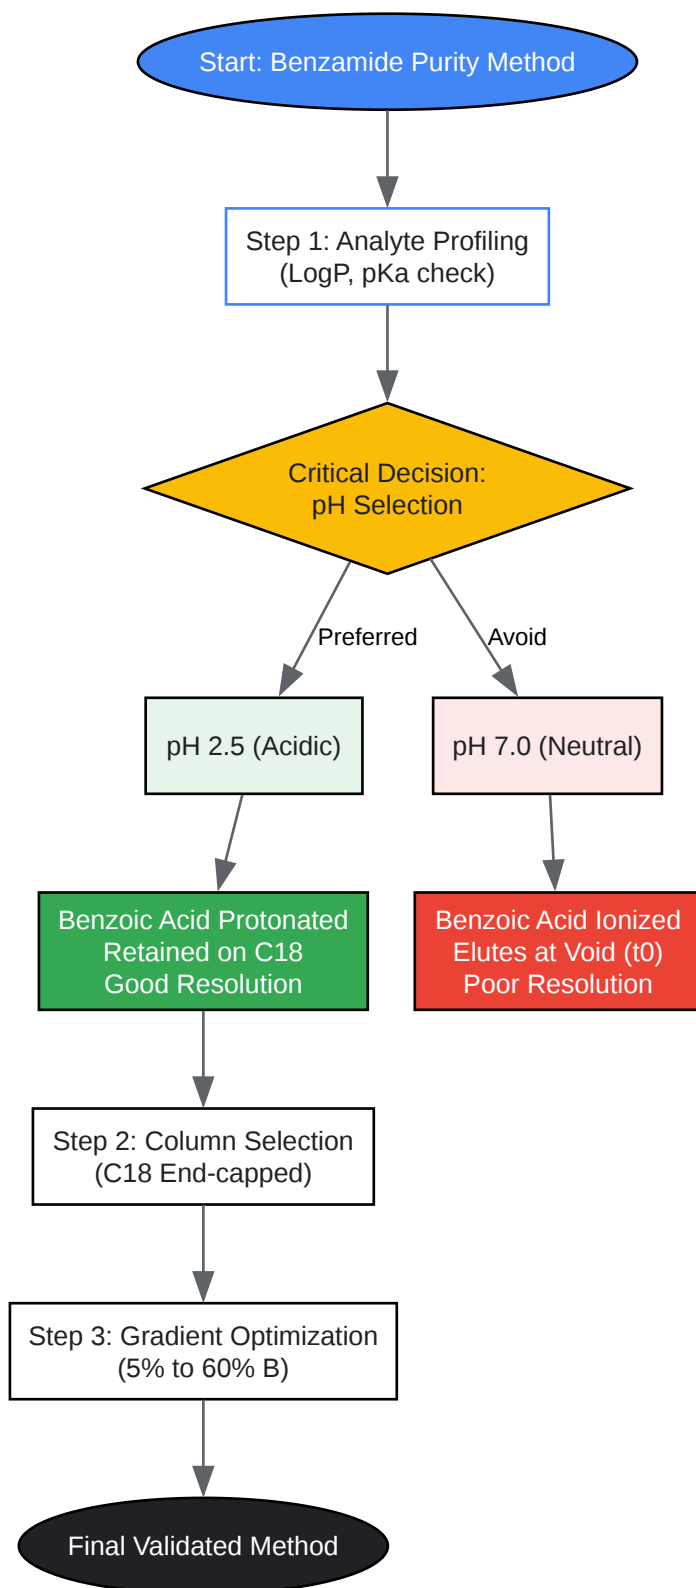 Start: Benzamide Purity Method
Step 1: Analyte Profiling
(LogP, pKa check)
Critical Decision:
pH Selection
Preferred
Avoid
pH 2.5 (Acidic)
pH 7.0 (Neutral)
Benzoic Acid Protonated
Retained on C18
Good Resolution
Benzoic Acid Ionized
Elutes at Void (t0)
Poor Resolution
Step 2: Column Selection
(C18 End-capped)
Step 3: Gradient Optimization
(5% to 60% B)
Final Validated Method